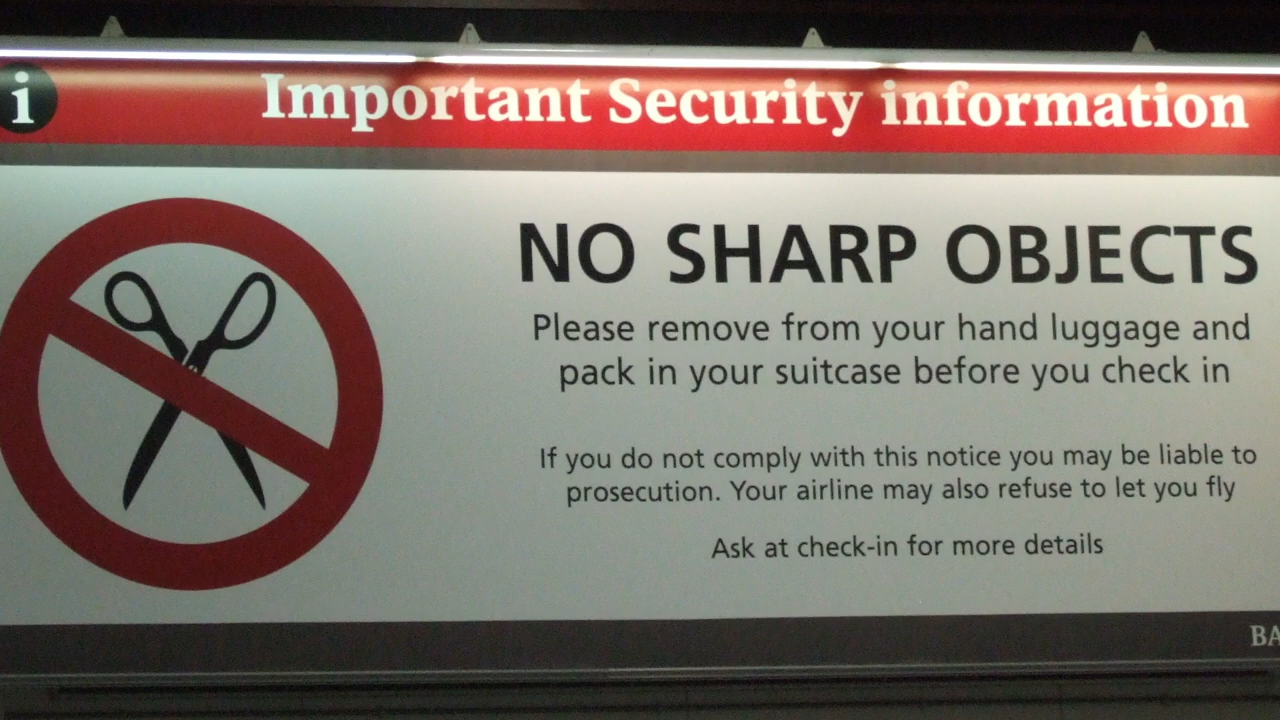 i
Important Security information
NO SHARP OBJECTS
Please remove from your hand luggage and
pack in your suitcase before you check in
If you do not comply with this notice you may be liable to
prosecution. Your airline may also refuse to let you fly
Ask at check-in for more details
BA